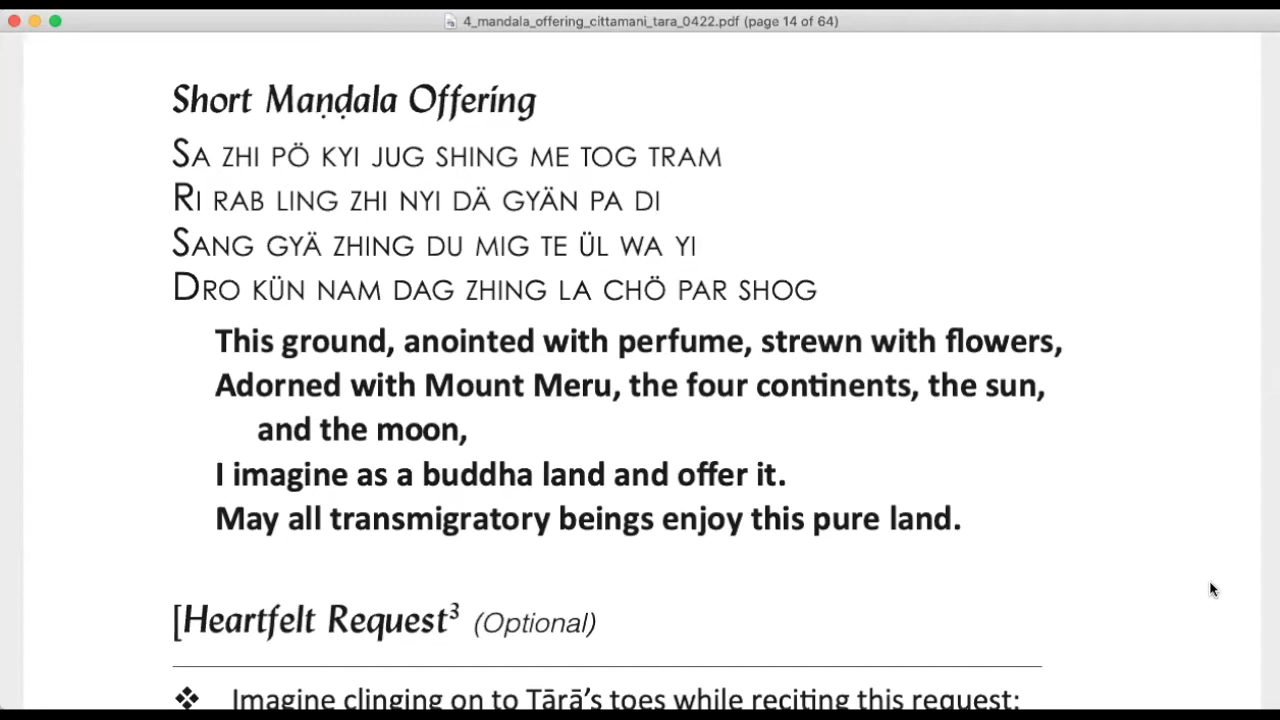 4_mandala_offering_cittamani_tara_0422.pdf (page 14 of 64)
Short Maṇḍala Offering
SA ZHI PÖ KYI JUG SHING ME TOG TRAM
RI RAB LING ZHI NYI DÄ GYÄN PA DI
SANG GYÄ ZHING DU MIG TE ÜL WA YI
DRO KÜN NAM DAG ZHING LA CHÖ PAR SHOG
This ground, anointed with perfume, strewn with flowers,
Adorned with Mount Meru, the four continents, the sun,
and the moon,
I imagine as a buddha land and offer it.
May all transmigratory beings enjoy this pure land.
[Heartfelt Request³ (Optional)
❖ Imagine clinging on to Tārā’s toes while reciting this request: